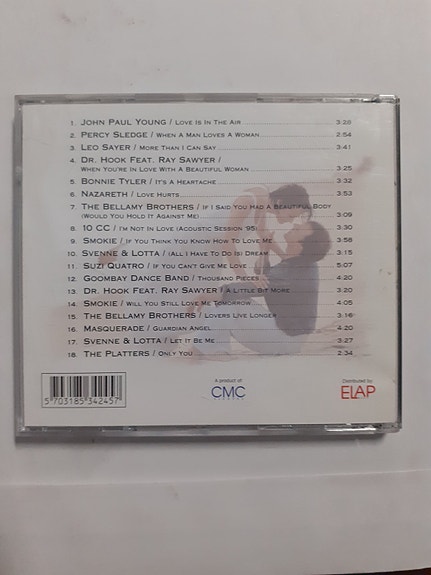 1. John Paul Young / Love Is In The Air 3:28
2. Percy Sledge / When A Man Loves A Woman 2:54
3. Leo Sayer / More Than I Can Say 3:41
4. Dr. Hook Feat. Ray Sawyer /
When You're In Love With A Beautiful Woman 3:25
5. Bonnie Tyler / It's A Heartache 3:32
6. Nazareth / Love Hurts 3:53
7. The Bellamy Brothers / If I Said You Had A Beautiful Body
(Would You Hold It Against Me) 3:09
8. 10 CC / I'm Not In Love (Acoustic Session '95) 3:30
9. Smokie / If You Think You Know How To Love Me 3:58
10. Svenne & Lotta / (All I Have To Do Is) Dream 3:15
11. Suzi Quatro / If You Can't Give Me Love 5:07
12. Goombay Dance Band / Thousand Pieces 4:20
13. Dr. Hook Feat. Ray Sawyer / A Little Bit More 3:20
14. Smokie / Will You Still Love Me Tomorrow 4:05
15. The Bellamy Brothers / Lovers Live Longer 3:16
16. Masquerade / Guardian Angel 4:20
17. Svenne & Lotta / Let It Be Me 3:27
18. The Platters / Only You 2:34
5 703185 342457
A product of
CMC
Distributed by
ELAP